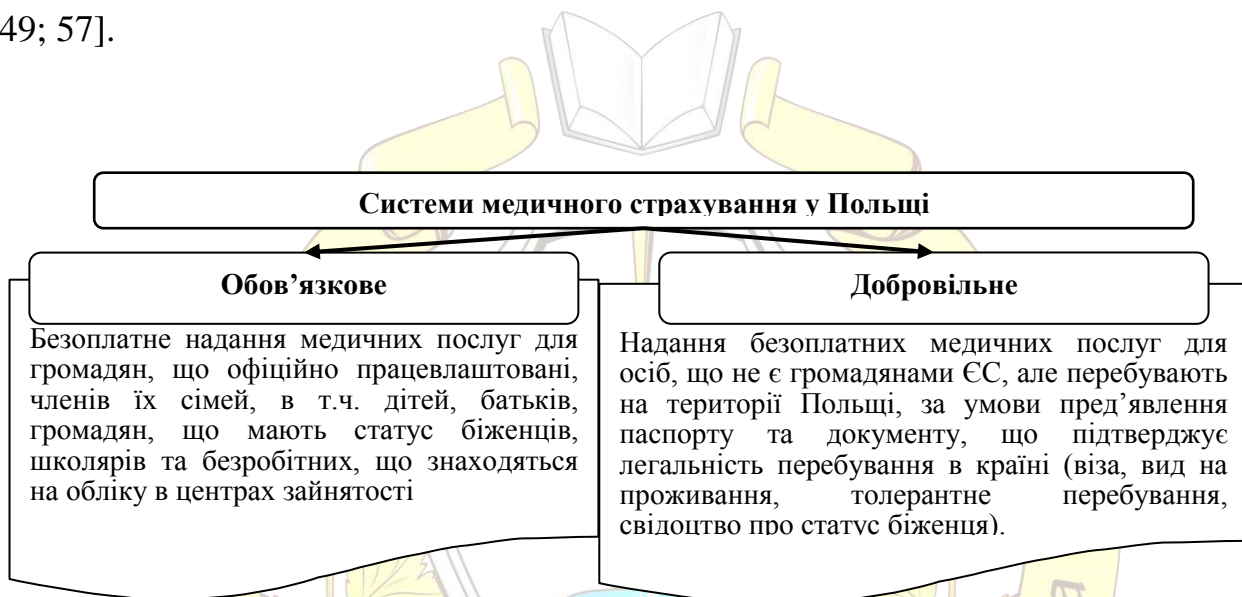 49; 57].
Системи медичного страхування у Польщі
Обов’язкове
Безоплатне надання медичних послуг для
громадян, що офіційно працевлаштовані,
членів їх сімей, в т.ч. дітей, батьків,
громадян, що мають статус біженців,
школярів та безробітних, що знаходяться
на обліку в центрах зайнятості
Добровільне
Надання безоплатних медичних послуг для
осіб, що не є громадянами ЄС, але перебувають
на території Польщі, за умови пред’явлення
паспорту та документу, що підтверджує
легальність перебування в країні (віза, вид на
проживання, толерантне перебування,
свідоцтво про статус біженця).